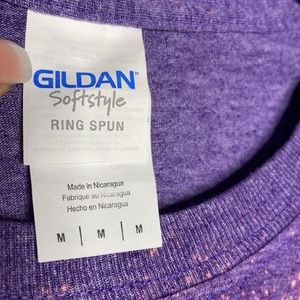 GILDAN®
Softstyle
RING SPUN
Made in Nicaragua
Fabriqué au Nicaragua
Hecho en Nicaragua
M | M | M